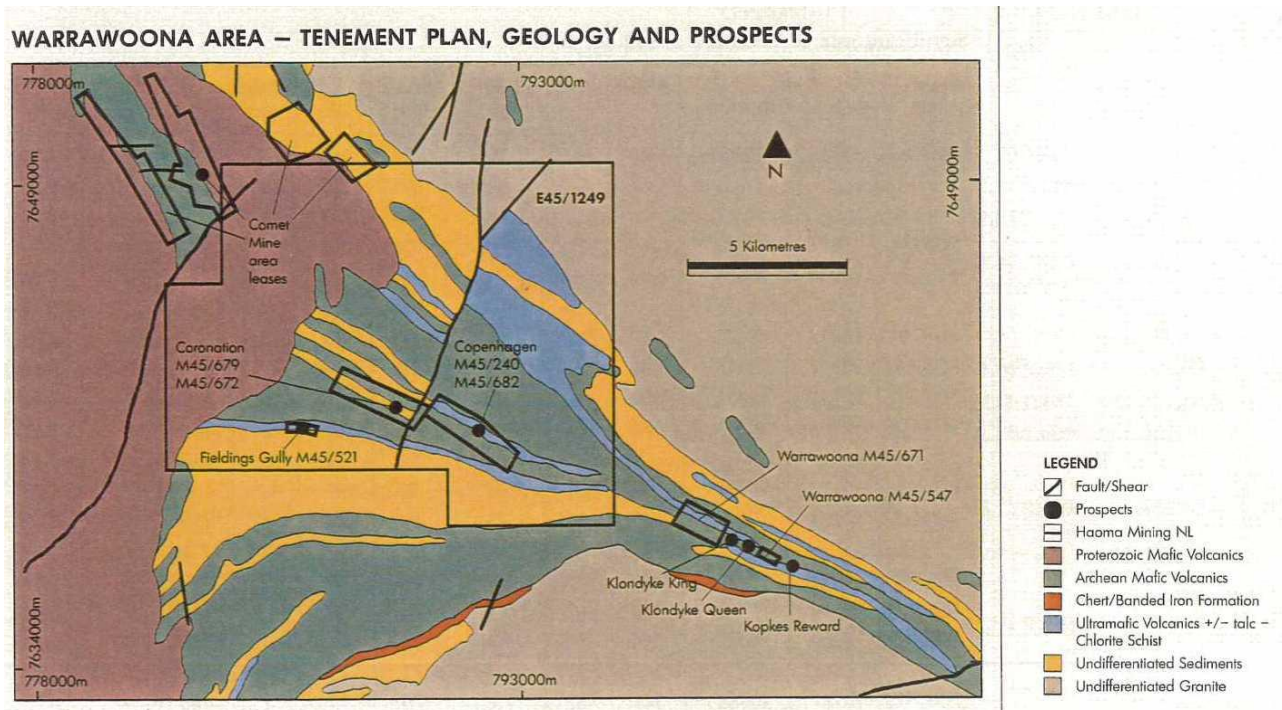 WARRAWOONA AREA – TENEMENT PLAN, GEOLOGY AND PROSPECTS
778000m
793000m
7649000m
7649000m
N
E45/1249
5 Kilometres
Comet
Mine
area
leases
Coronation
M45/679
M45/672
Copenhagen
M45/240
M45/682
Fieldings Gully M45/521
Warrawoona M45/671
Warrawoona M45/547
Klondyke King
Klondyke Queen
Kopkes Reward
7634000m
778000m
793000m
LEGEND
Fault/Shear
Prospects
Haoma Mining NL
Proterozoic Mafic Volcanics
Archean Mafic Volcanics
Chert/Banded Iron Formation
Ultramafic Volcanics +/– talc –
Chlorite Schist
Undifferentiated Sediments
Undifferentiated Granite